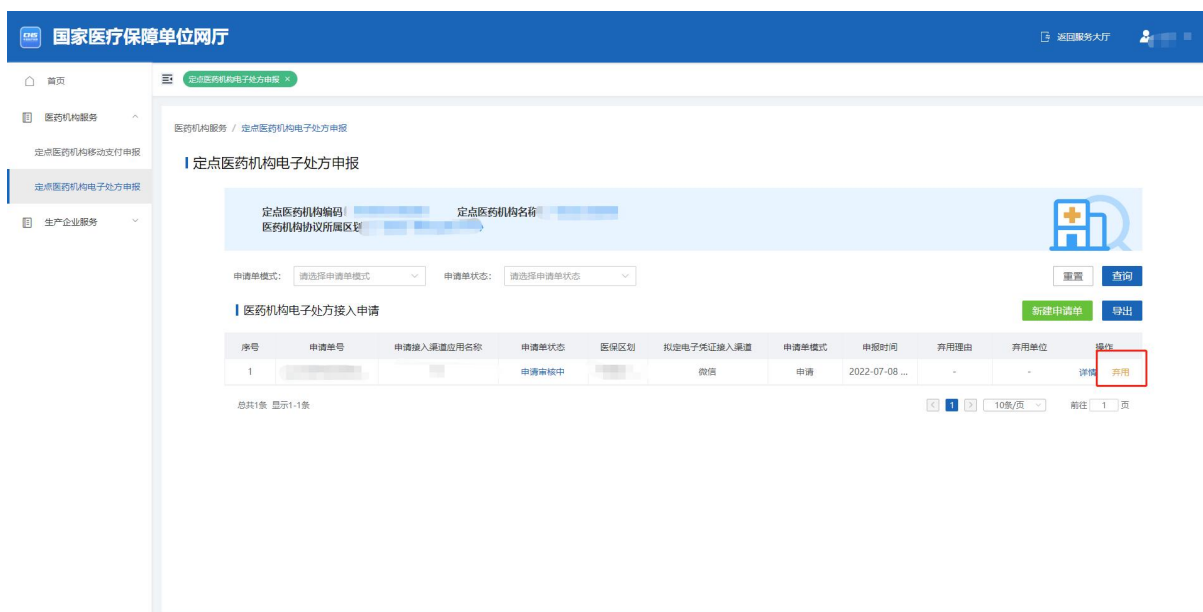 CHS 国家医疗保障单位网厅 返回服务大厅
首页 定点医药机构电子处方申报 ×
医药机构服务
医药机构服务 / 定点医药机构电子处方申报
定点医药机构移动支付申报
定点医药机构电子处方申报
定点医药机构电子处方申报
生产企业服务
定点医药机构编码 定点医药机构名称
医药机构协议所属区划
申请单模式: 请选择申请单模式 申请单状态: 请选择申请单状态 重置 查询
医药机构电子处方接入申请 新建申请单 导出
序号 申请单号 申请接入渠道应用名称 申请单状态 医保区划 拟定电子凭证接入渠道 申请单模式 申报时间 弃用理由 弃用单位 操作
1 申请审核中 微信 申请 2022-07-08 ... - - 详情 弃用
总共1条 显示1-1条 < 1 > 10条/页 前往 1 页